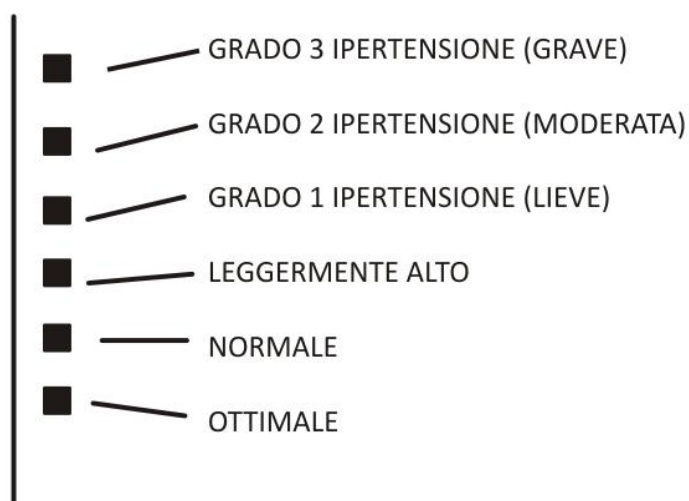 GRADO 3 IPERTENSIONE (GRAVE)
GRADO 2 IPERTENSIONE (MODERATA)
GRADO 1 IPERTENSIONE (LIEVE)
LEGGERMENTE ALTO
NORMALE
OTTIMALE